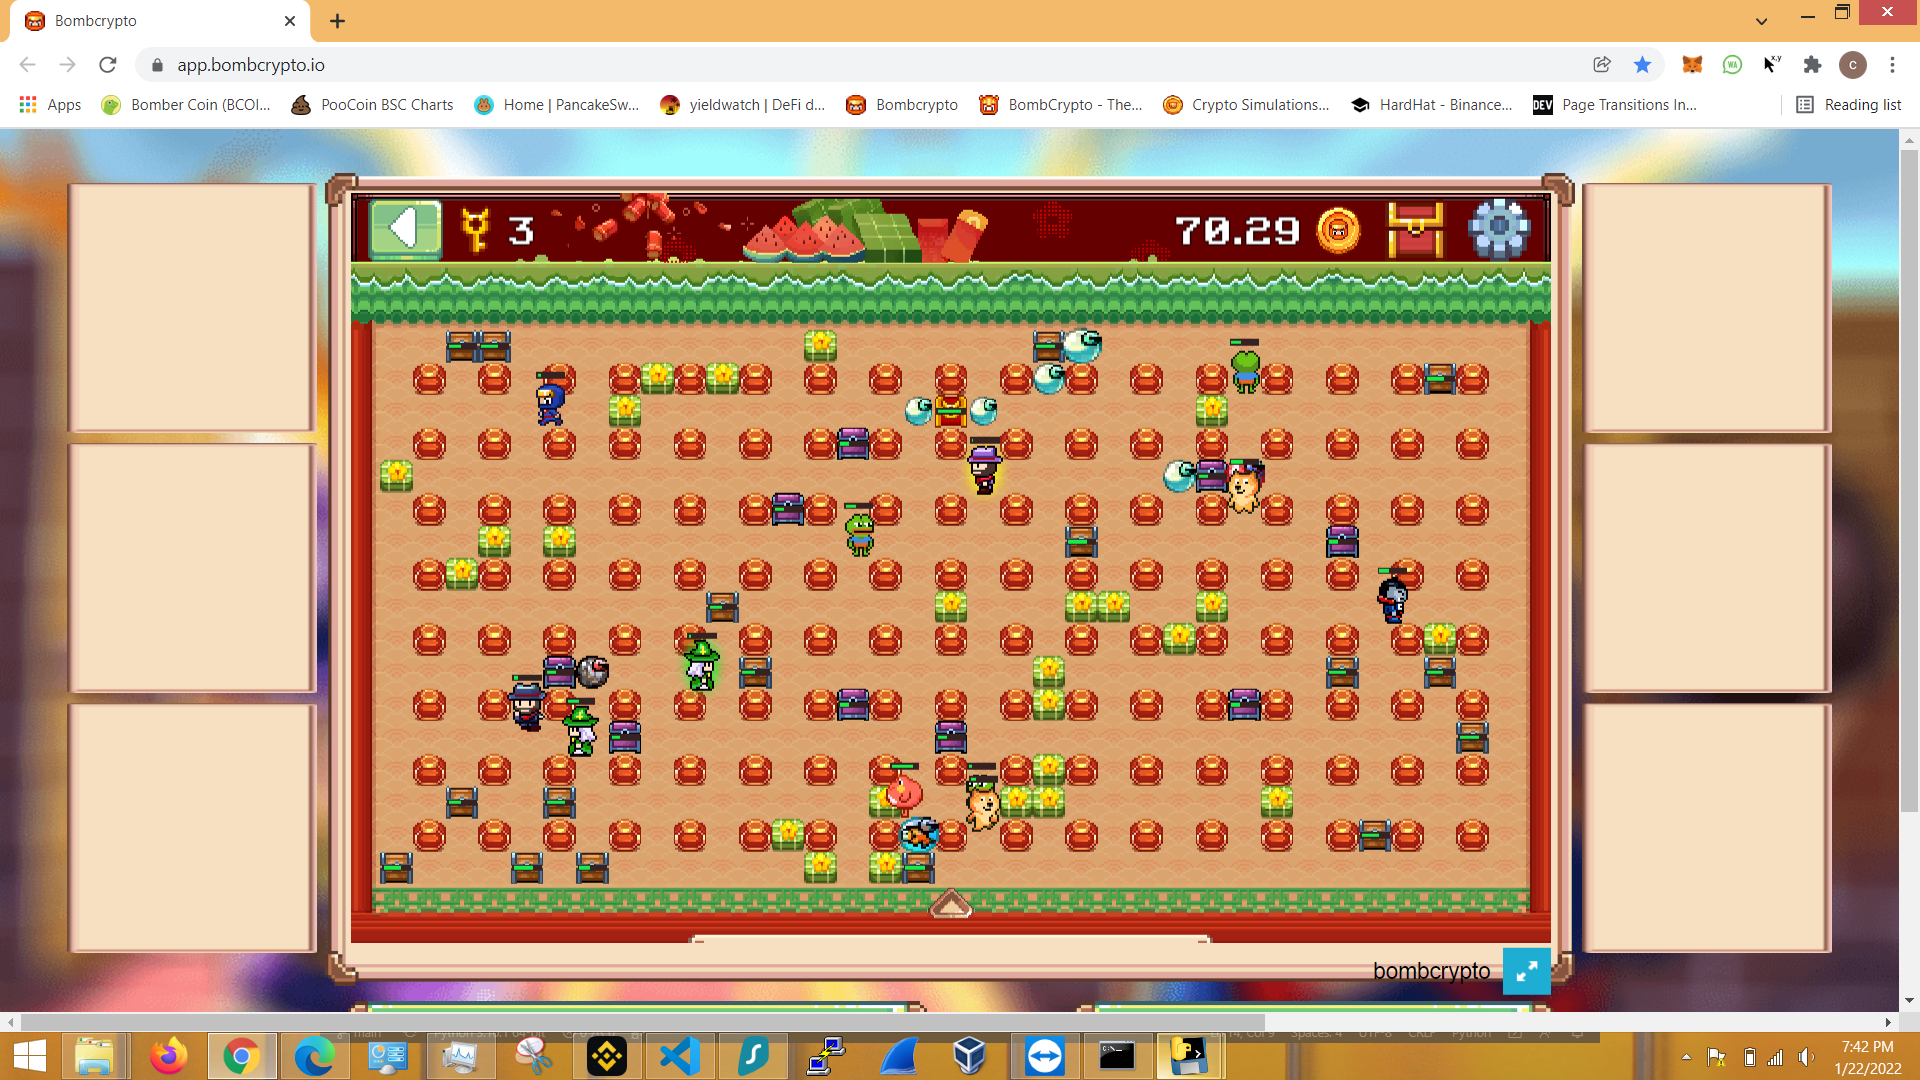 Bombcrypto
app.bombcrypto.io
Apps
Bomber Coin (BCOI...
PooCoin BSC Charts
Home | PancakeSw...
yieldwatch | DeFi d...
Bombcrypto
BombCrypto - The...
Crypto Simulations...
HardHat - Binance...
DEV
Page Transitions In...
Reading list
3
70.29
bombcrypto
7:42 PM
1/22/2022